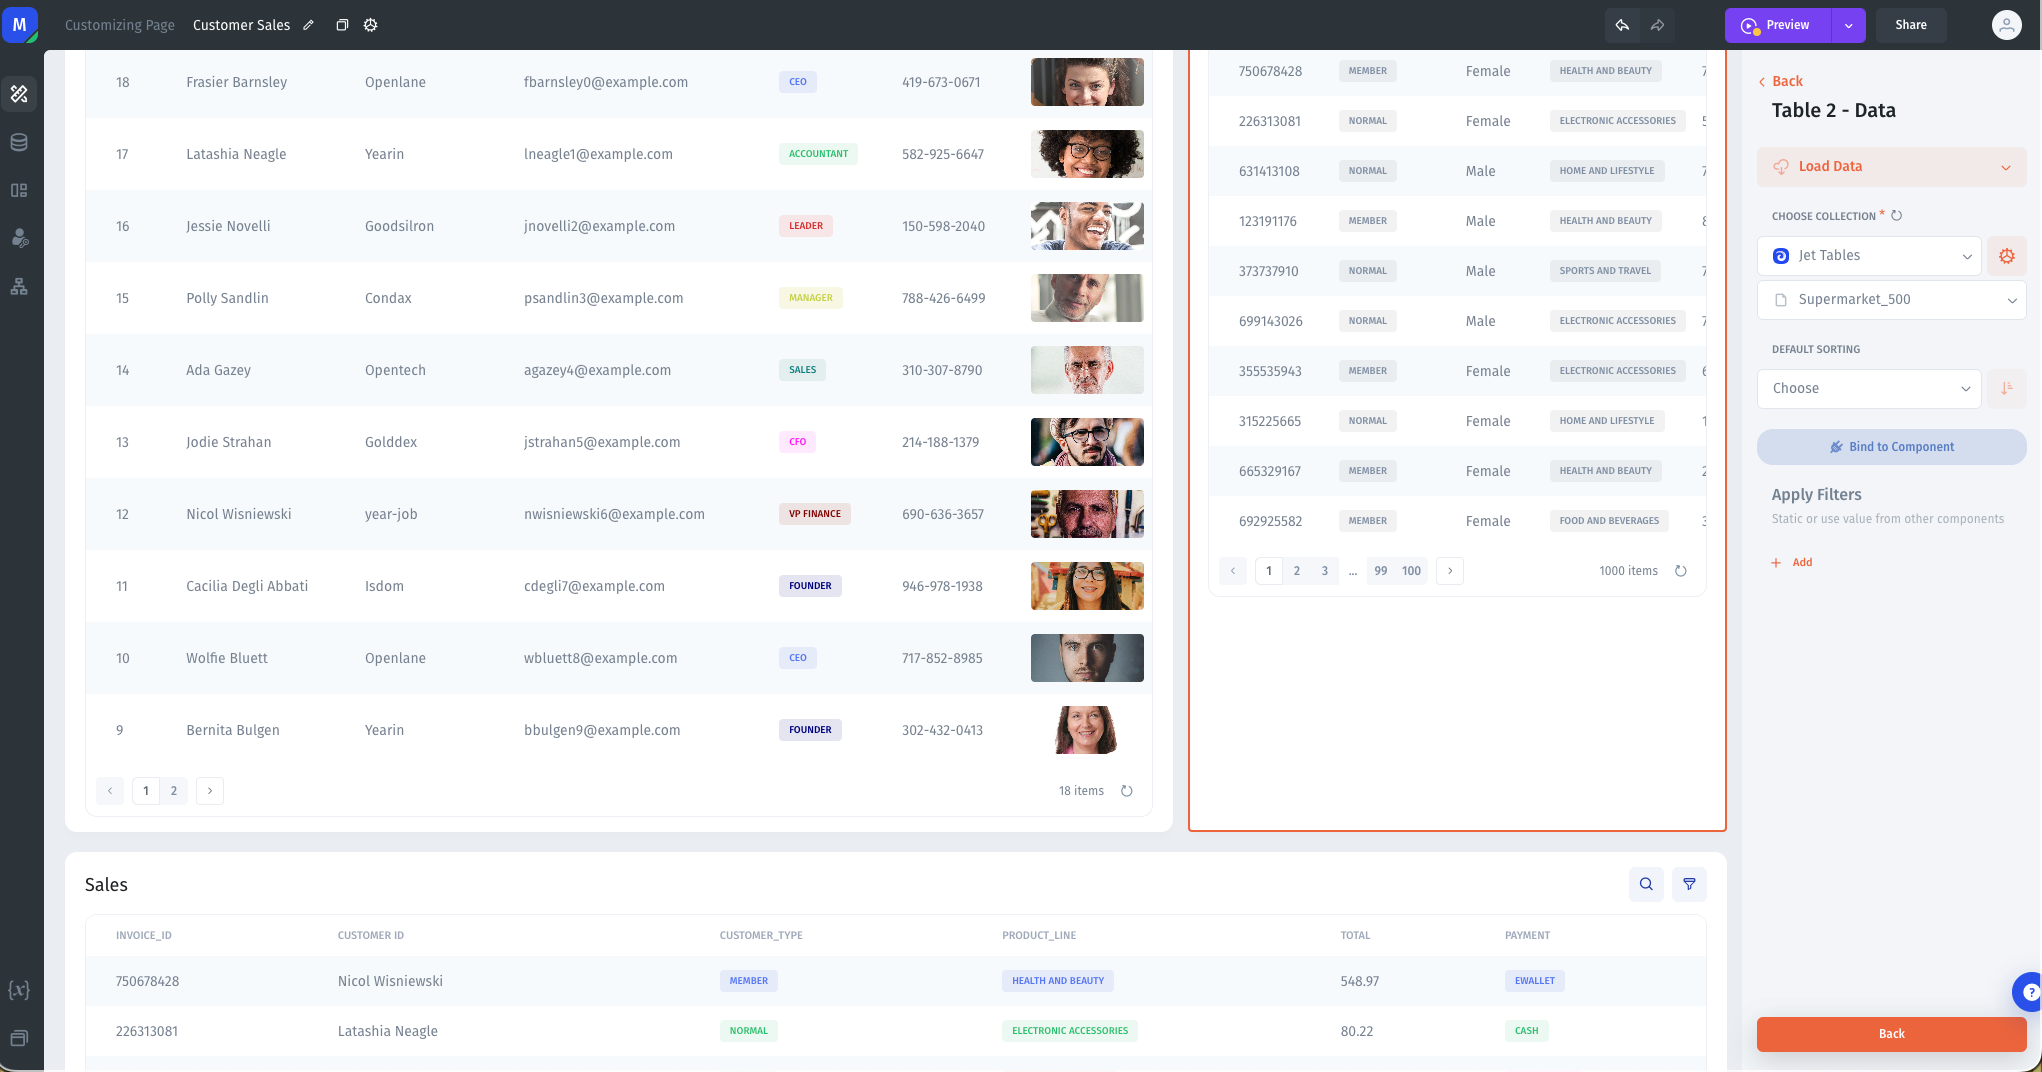 M
Customizing Page
Customer Sales
Preview
Share
18 Frasier Barnsley Openlane fbarnsley0@example.com CEO 419-673-0671
17 Latashia Neagle Yearin lneagle1@example.com ACCOUNTANT 582-925-6647
16 Jessie Novelli Goodsilron jnovelli2@example.com LEADER 150-598-2040
15 Polly Sandlin Condax psandlin3@example.com MANAGER 788-426-6499
14 Ada Gazey Opentech agazey4@example.com SALES 310-307-8790
13 Jodie Strahan Golddex jstrahan5@example.com CFO 214-188-1379
12 Nicol Wisniewski year-job nwisniewski6@example.com VP FINANCE 690-636-3657
11 Cacilia Degli Abbati Isdom cdegli7@example.com FOUNDER 946-978-1938
10 Wolfie Bluett Openlane wbluett8@example.com CEO 717-852-8985
9 Bernita Bulgen Yearin bbulgen9@example.com FOUNDER 302-432-0413
1 2 18 items
750678428 MEMBER Female HEALTH AND BEAUTY 7
226313081 NORMAL Female ELECTRONIC ACCESSORIES 5
631413108 NORMAL Male HOME AND LIFESTYLE 7
123191176 MEMBER Male HEALTH AND BEAUTY 8
373737910 NORMAL Male SPORTS AND TRAVEL 7
699143026 NORMAL Male ELECTRONIC ACCESSORIES 7
355535943 MEMBER Female ELECTRONIC ACCESSORIES 6
315225665 NORMAL Female HOME AND LIFESTYLE 1
665329167 MEMBER Female HEALTH AND BEAUTY 2
692925582 MEMBER Female FOOD AND BEVERAGES 3
1 2 3 ... 99 100 1000 items
Sales
INVOICE_ID CUSTOMER ID CUSTOMER_TYPE PRODUCT_LINE TOTAL PAYMENT
750678428 Nicol Wisniewski MEMBER HEALTH AND BEAUTY 548.97 EWALLET
226313081 Latashia Neagle NORMAL ELECTRONIC ACCESSORIES 80.22 CASH
Back
Table 2 - Data
Load Data
CHOOSE COLLECTION *
Jet Tables
Supermarket_500
DEFAULT SORTING
Choose
Bind to Component
Apply Filters
Static or use value from other components
+ Add
?
Back
{x}